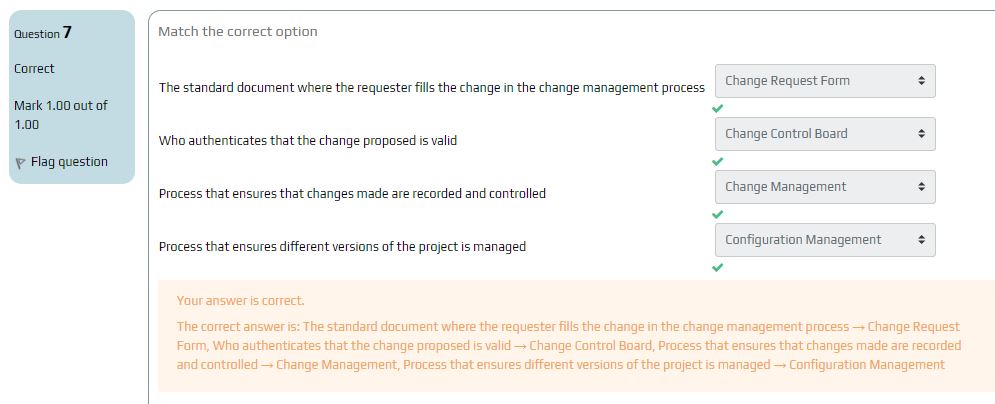 Question 7
Correct
Mark 1.00 out of
1.00
Flag question
Match the correct option
The standard document where the requester fills the change in the change management process
Change Request Form
Who authenticates that the change proposed is valid
Change Control Board
Process that ensures that changes made are recorded and controlled
Change Management
Process that ensures different versions of the project is managed
Configuration Management
Your answer is correct.
The correct answer is: The standard document where the requester fills the change in the change management process → Change Request
Form, Who authenticates that the change proposed is valid → Change Control Board, Process that ensures that changes made are recorded
and controlled → Change Management, Process that ensures different versions of the project is managed → Configuration Management